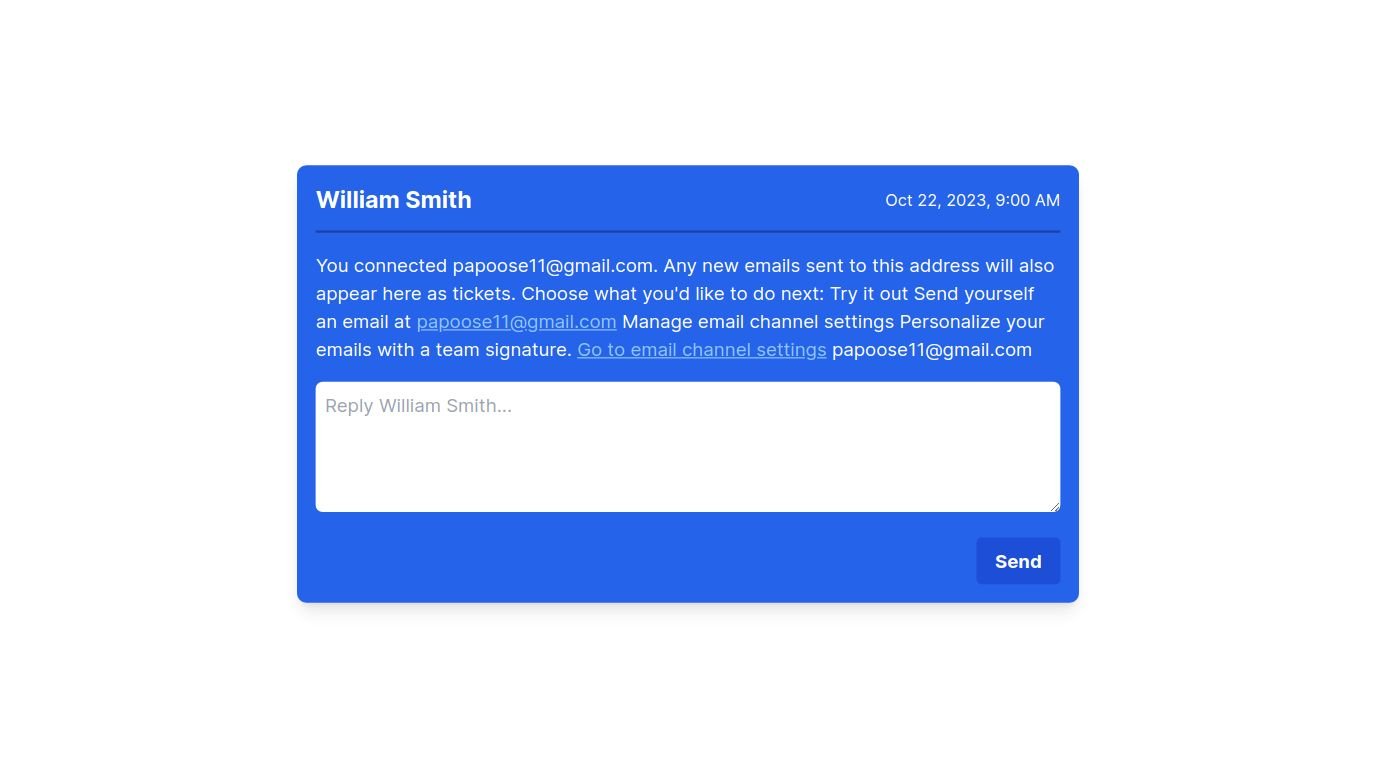 William Smith
Oct 22, 2023, 9:00 AM
You connected papoose11@gmail.com. Any new emails sent to this address will also
appear here as tickets. Choose what you'd like to do next: Try it out Send yourself
an email at papoose11@gmail.com Manage email channel settings Personalize your
emails with a team signature. Go to email channel settings papoose11@gmail.com
Reply William Smith...
Send